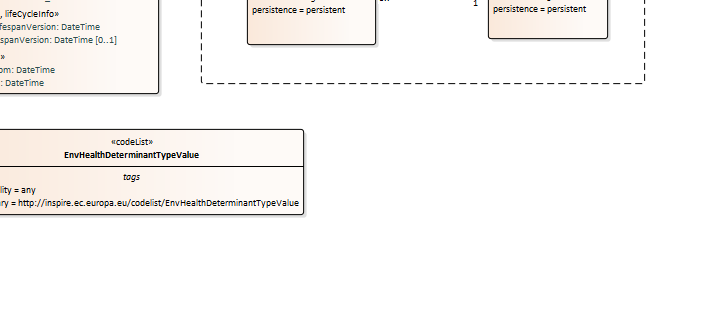 , lifeCycleInfo»
fespanVersion: DateTime
spanVersion: DateTime [0..1]
»
om: DateTime
: DateTime
persistence = persistent
1
persistence = persistent
«codeList»
EnvHealthDeterminantTypeValue
tags
lity = any
ry = http://inspire.ec.europa.eu/codelist/EnvHealthDeterminantTypeValue